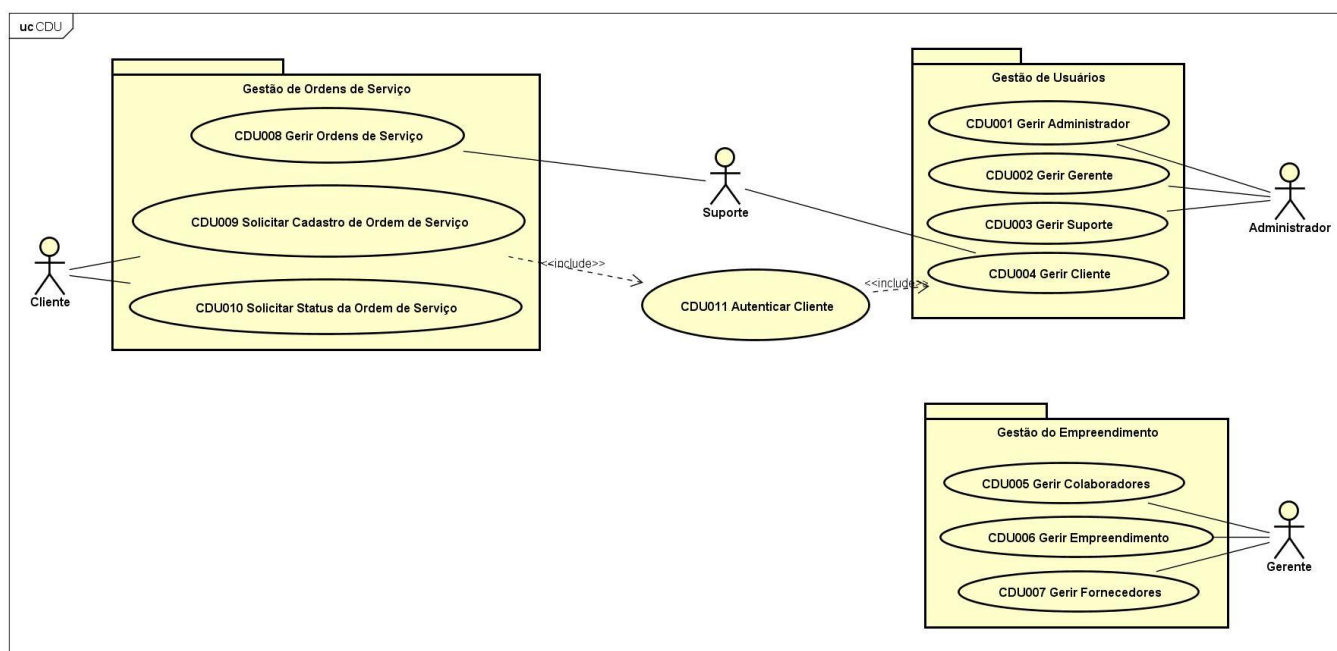 uc CDU
Gestão de Ordens de Serviço
CDU008 Gerir Ordens de Serviço
CDU009 Solicitar Cadastro de Ordem de Serviço
CDU010 Solicitar Status da Ordem de Serviço
Cliente
Suporte
<<include>>
CDU011 Autenticar Cliente
<<include>>
Gestão de Usuários
CDU001 Gerir Administrador
CDU002 Gerir Gerente
CDU003 Gerir Suporte
CDU004 Gerir Cliente
Administrador
Gestão do Empreendimento
CDU005 Gerir Colaboradores
CDU006 Gerir Empreendimento
CDU007 Gerir Fornecedores
Gerente